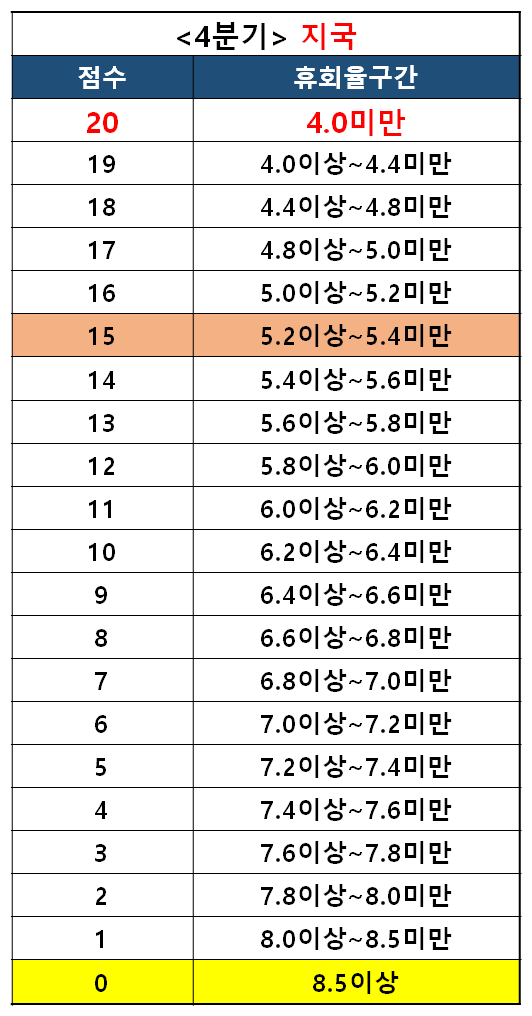 <4분기> 지국
점수 휴회율구간
20 4.0미만
19 4.0이상~4.4미만
18 4.4이상~4.8미만
17 4.8이상~5.0미만
16 5.0이상~5.2미만
15 5.2이상~5.4미만
14 5.4이상~5.6미만
13 5.6이상~5.8미만
12 5.8이상~6.0미만
11 6.0이상~6.2미만
10 6.2이상~6.4미만
9 6.4이상~6.6미만
8 6.6이상~6.8미만
7 6.8이상~7.0미만
6 7.0이상~7.2미만
5 7.2이상~7.4미만
4 7.4이상~7.6미만
3 7.6이상~7.8미만
2 7.8이상~8.0미만
1 8.0이상~8.5미만
0 8.5이상